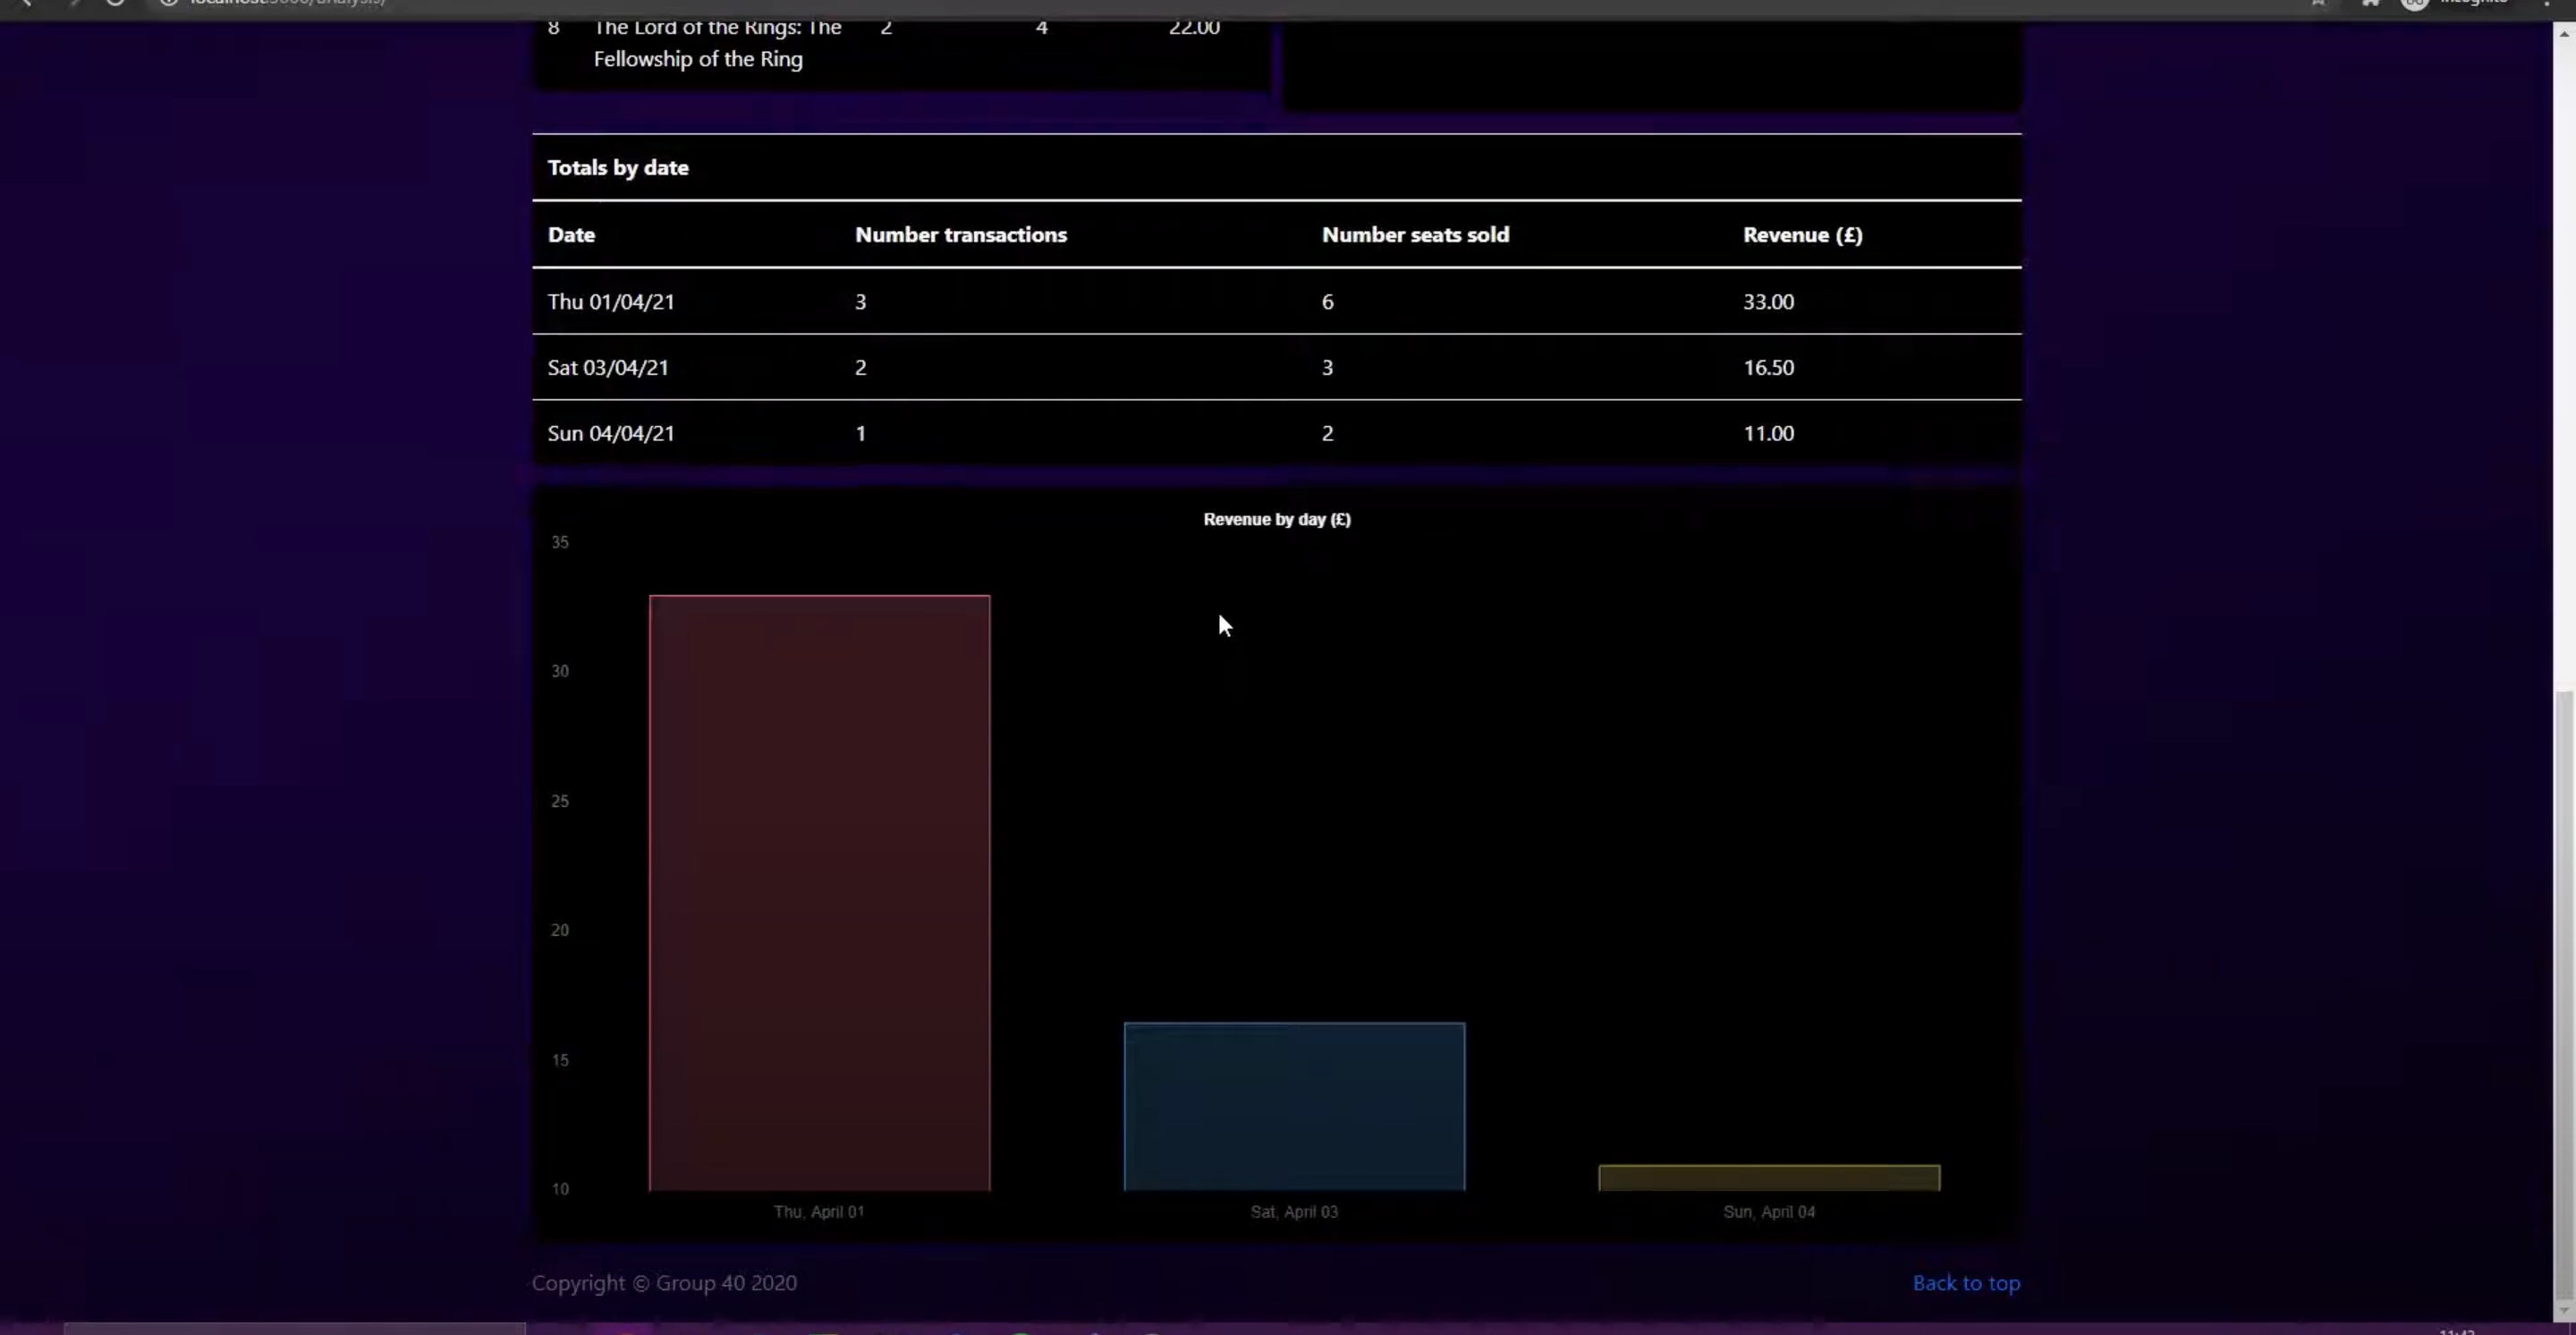 8 The Lord of the Rings: The 2 4 22.00
Fellowship of the Ring
Totals by date
Date Number transactions Number seats sold Revenue (£)
Thu 01/04/21 3 6 33.00
Sat 03/04/21 2 3 16.50
Sun 04/04/21 1 2 11.00
Revenue by day (£)
35
30
25
20
15
10
Thu, April 01 Sat, April 03 Sun, April 04
Copyright © Group 40 2020 Back to top